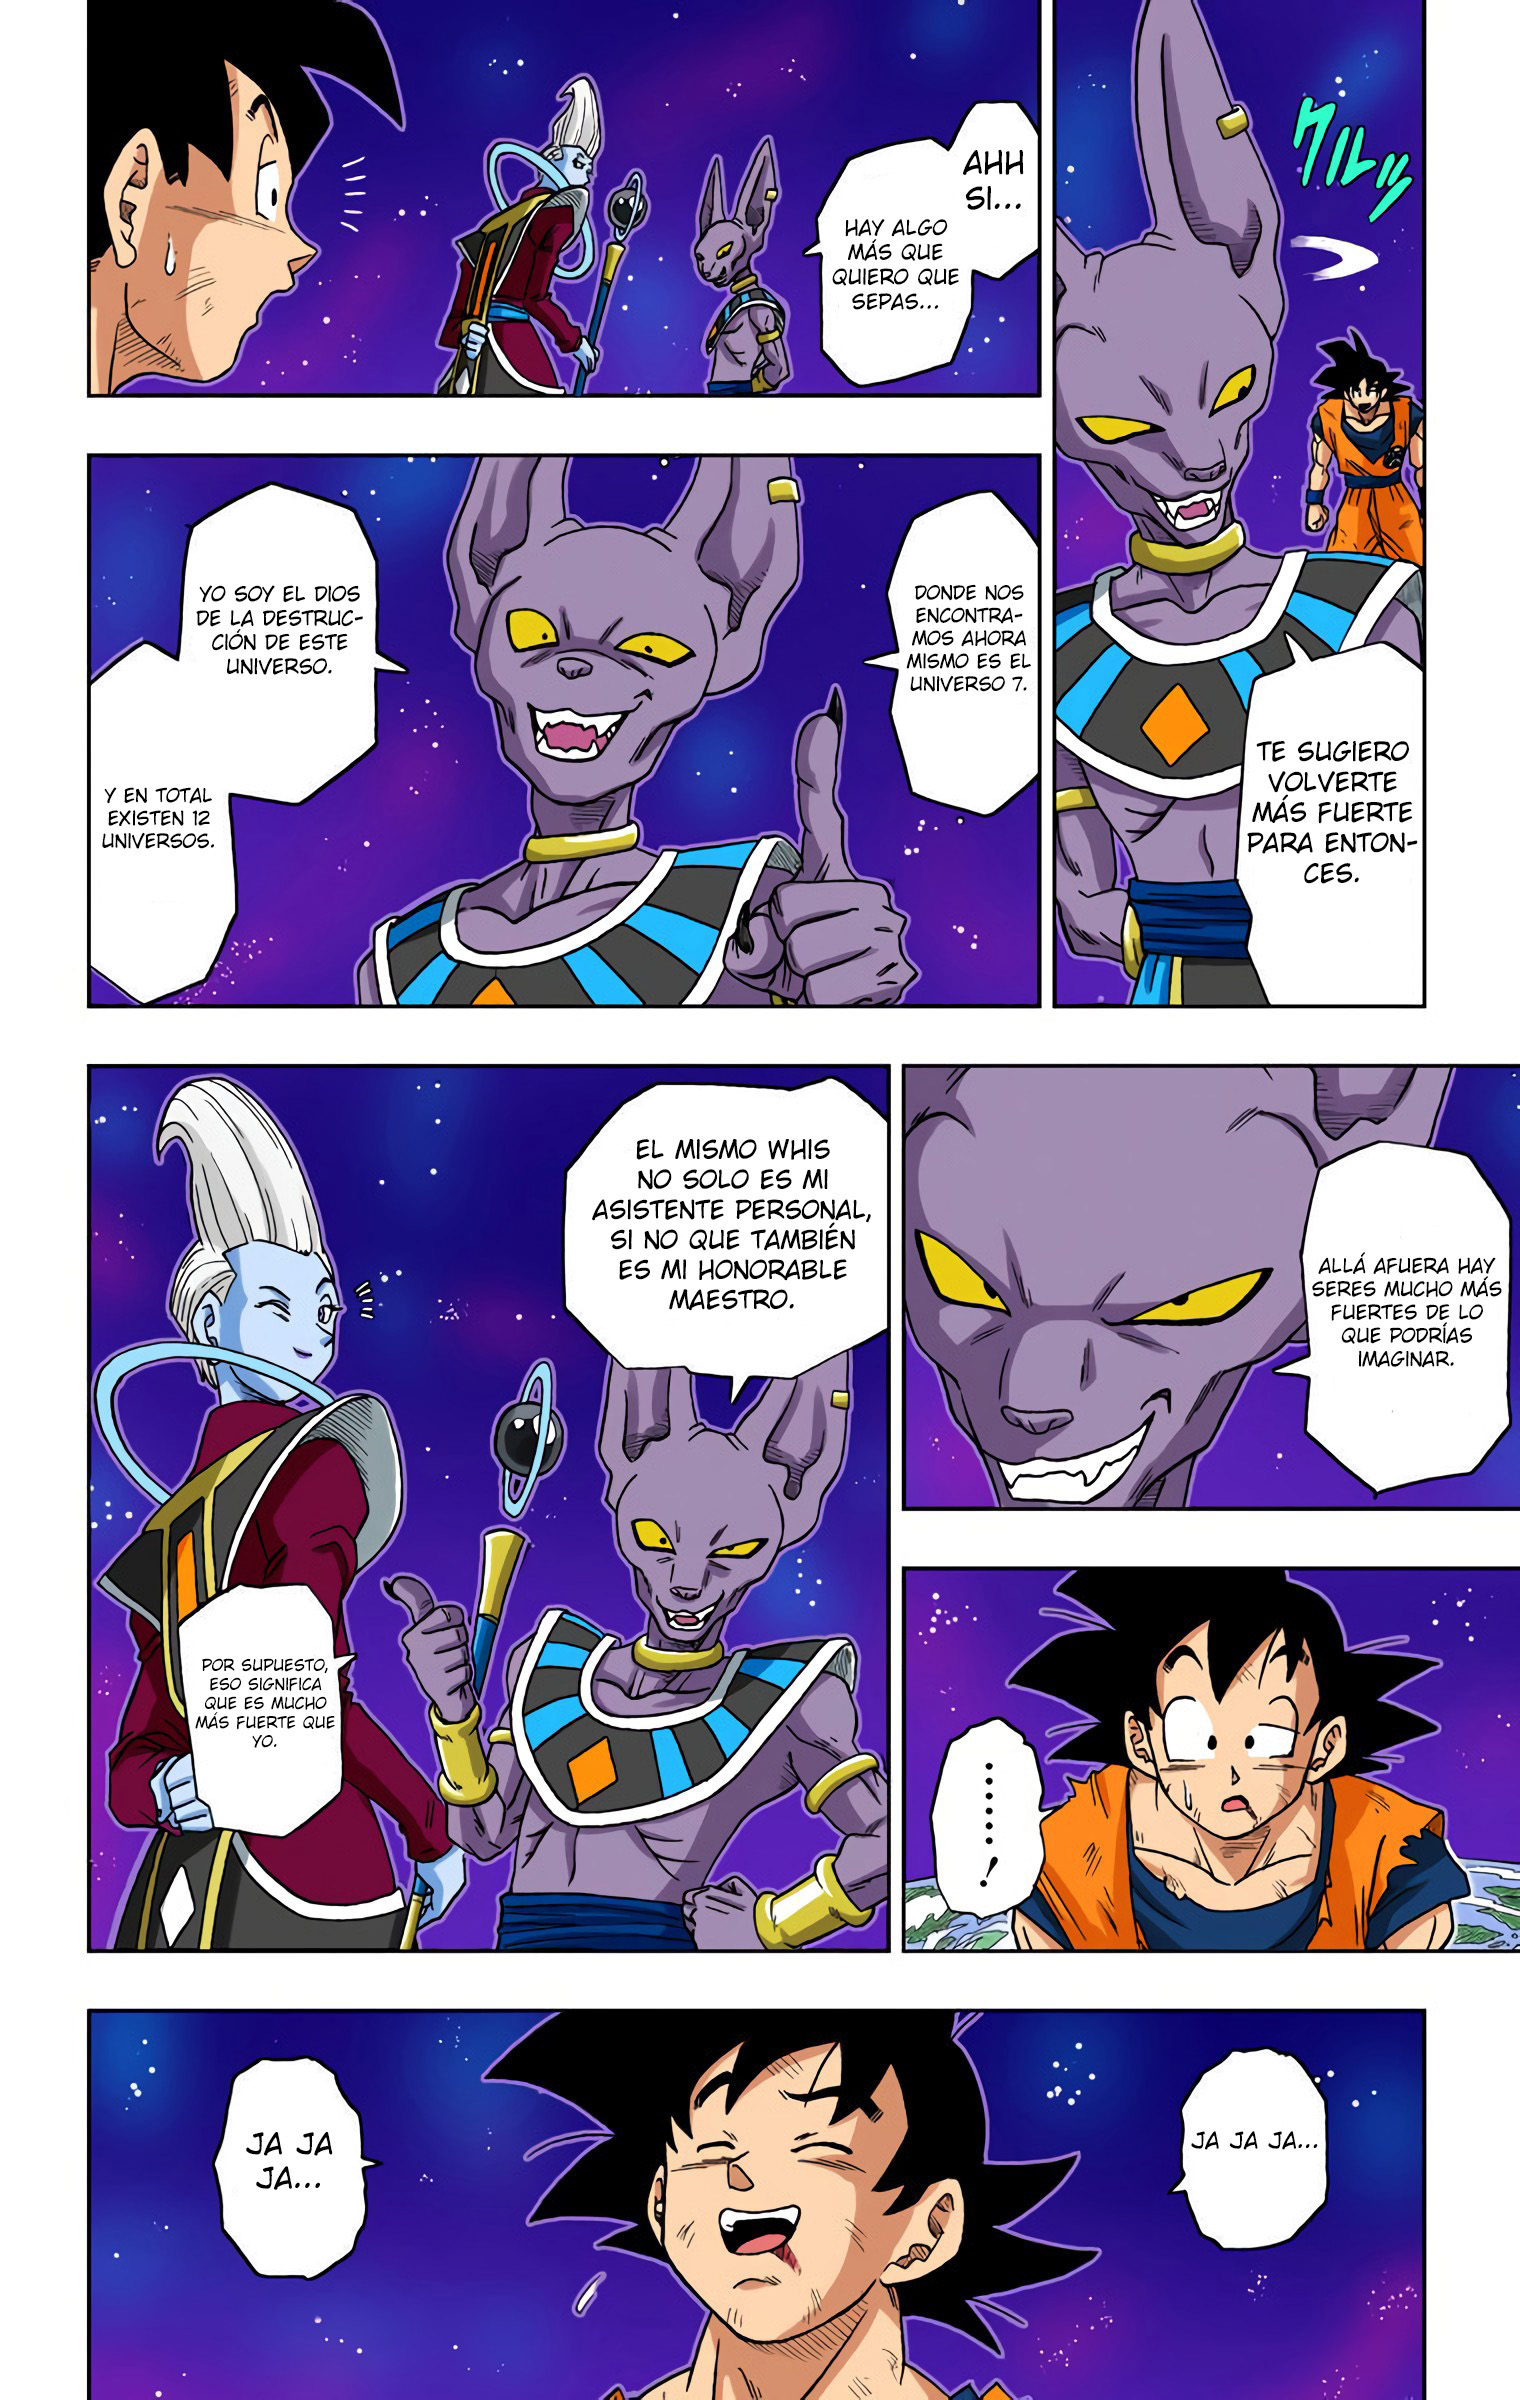 クルッ
TE SUGIERO
VOLVERTE
MÁS FUERTE
PARA ENTON-
CES.
AHH
SI...
HAY ALGO
MÁS QUE
QUIERO QUE
SEPAS...
DONDE NOS
ENCONTRA-
MOS AHORA
MISMO ES EL
UNIVERSO 7.
YO SOY EL DIOS
DE LA DESTRUC-
CIÓN DE ESTE
UNIVERSO.
Y EN TOTAL
EXISTEN 12
UNIVERSOS.
ALLÁ AFUERA HAY
SERES MUCHO MÁS
FUERTES DE LO
QUE PODRÍAS
IMAGINAR.
EL MISMO WHIS
NO SOLO ES MI
ASISTENTE PERSONAL,
SI NO QUE TAMBIÉN
ES MI HONORABLE
MAESTRO.
POR SUPUESTO,
ESO SIGNIFICA
QUE ES MUCHO
MÁS FUERTE QUE
YO.
.......!
JA JA JA...
JA JA
JA...